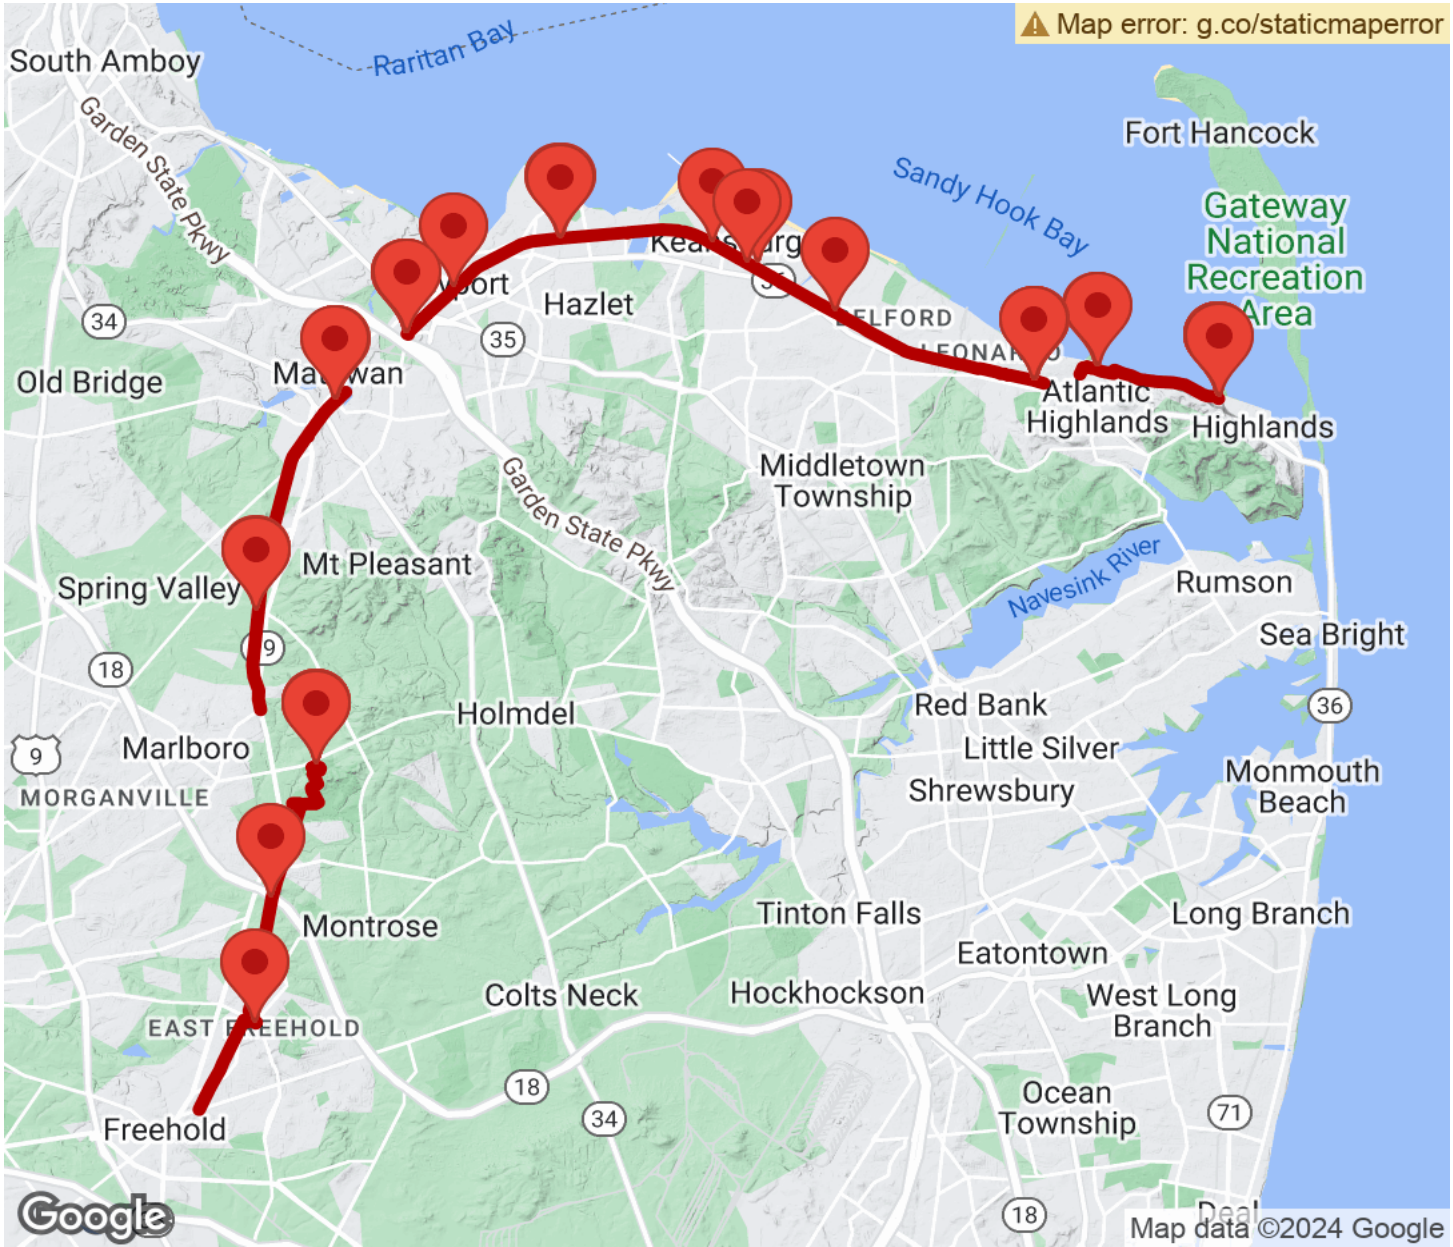 Map error: g.co/staticmaperror
South Amboy
Raritan Bay
Garden State Pkwy
Fort Hancock
Sandy Hook Bay
Gateway
National
Recreation
Area
34
35
Hazlet
Old Bridge
Atlantic
Highlands
Highlands
Middletown
Township
Garden State Pkwy
Mt Pleasant
Spring Valley
Navesink River
Rumson
Sea Bright
18
Holmdel
Red Bank
36
9
Marlboro
Little Silver
MORGANVILLE
Shrewsbury
Monmouth
Beach
Montrose
Tinton Falls
Long Branch
Eatontown
Colts Neck
Hockhockson
West Long
Branch
EAST FREEHOLD
18
34
Ocean
Township
71
Freehold
18
Deal
Google
Map data ©2024 Google